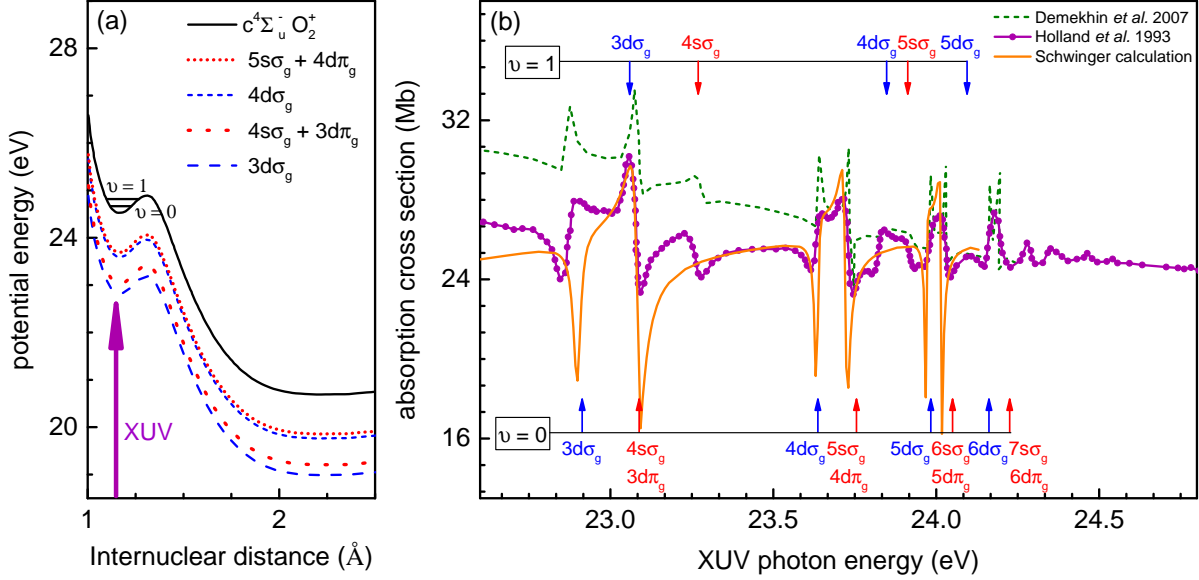 (a)
c⁴Σ⁻ᵤ O₂⁺
5sσg + 4dπg
4dσg
4sσg + 3dπg
3dσg
υ = 1
υ = 0
XUV
28
24
20
potential energy (eV)
1
2
Internuclear distance (Å)
(b)
Demekhin et al. 2007
Holland et al. 1993
Schwinger calculation
υ = 1
3dσg 4sσg 4dσg 5sσg 5dσg
32
24
16
absorption cross section (Mb)
υ = 0
3dσg 4sσg 4dσg 5sσg 5dσg 6sσg 6dσg 7sσg
3dπg 4dπg 5dπg 6dπg
23.0 23.5 24.0 24.5
XUV photon energy (eV)